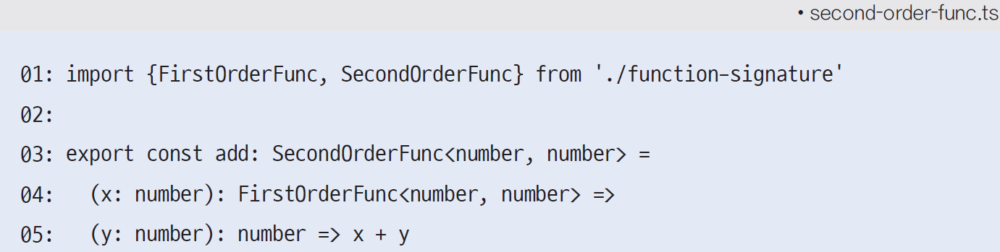 • second-order-func.ts
01: import {FirstOrderFunc, SecondOrderFunc} from './function-signature'
02:
03: export const add: SecondOrderFunc<number, number> =
04:   (x: number): FirstOrderFunc<number, number> =>
05:   (y: number): number => x + y